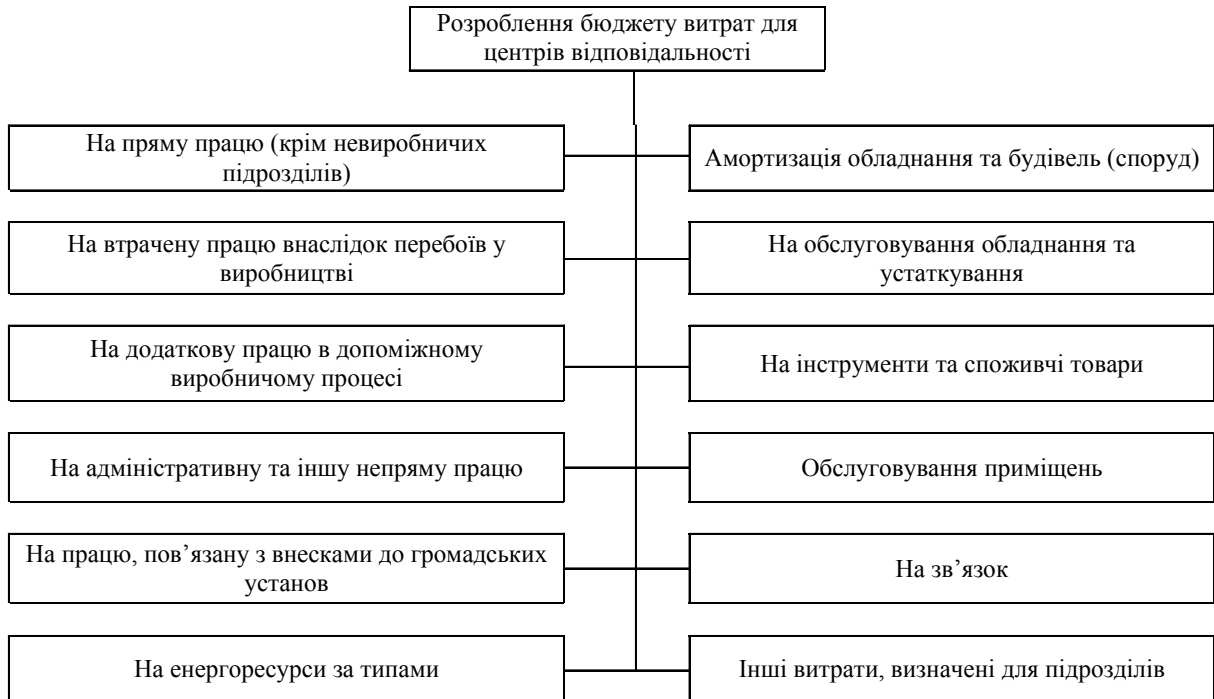 Розроблення бюджету витрат для
центрів відповідальності
На пряму працю (крім невиробничих
підрозділів)
Амортизація обладнання та будівель (споруд)
На втрачену працю внаслідок перебоїв у
виробництві
На обслуговування обладнання та
устаткування
На додаткову працю в допоміжному
виробничому процесі
На інструменти та споживчі товари
На адміністративну та іншу непряму працю
Обслуговування приміщень
На працю, пов’язану з внесками до громадських
установ
На зв’язок
На енергоресурси за типами
Інші витрати, визначені для підрозділів